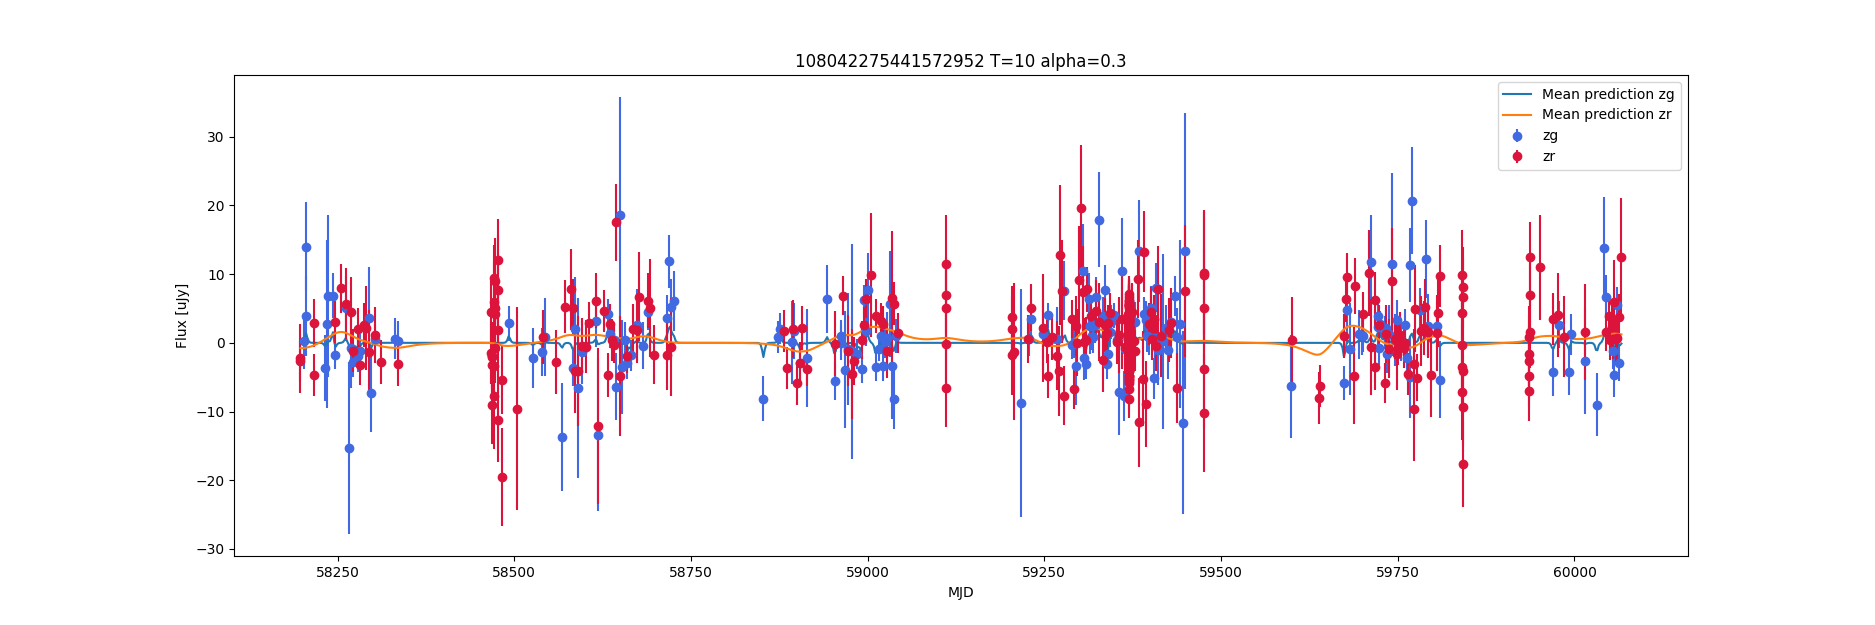 108042275441572952 T=10 alpha=0.3
Mean prediction zg
Mean prediction zr
zg
zr
Flux [uJy]
30
20
10
0
−10
−20
−30
58250 58500 58750 59000 59250 59500 59750 60000
MJD